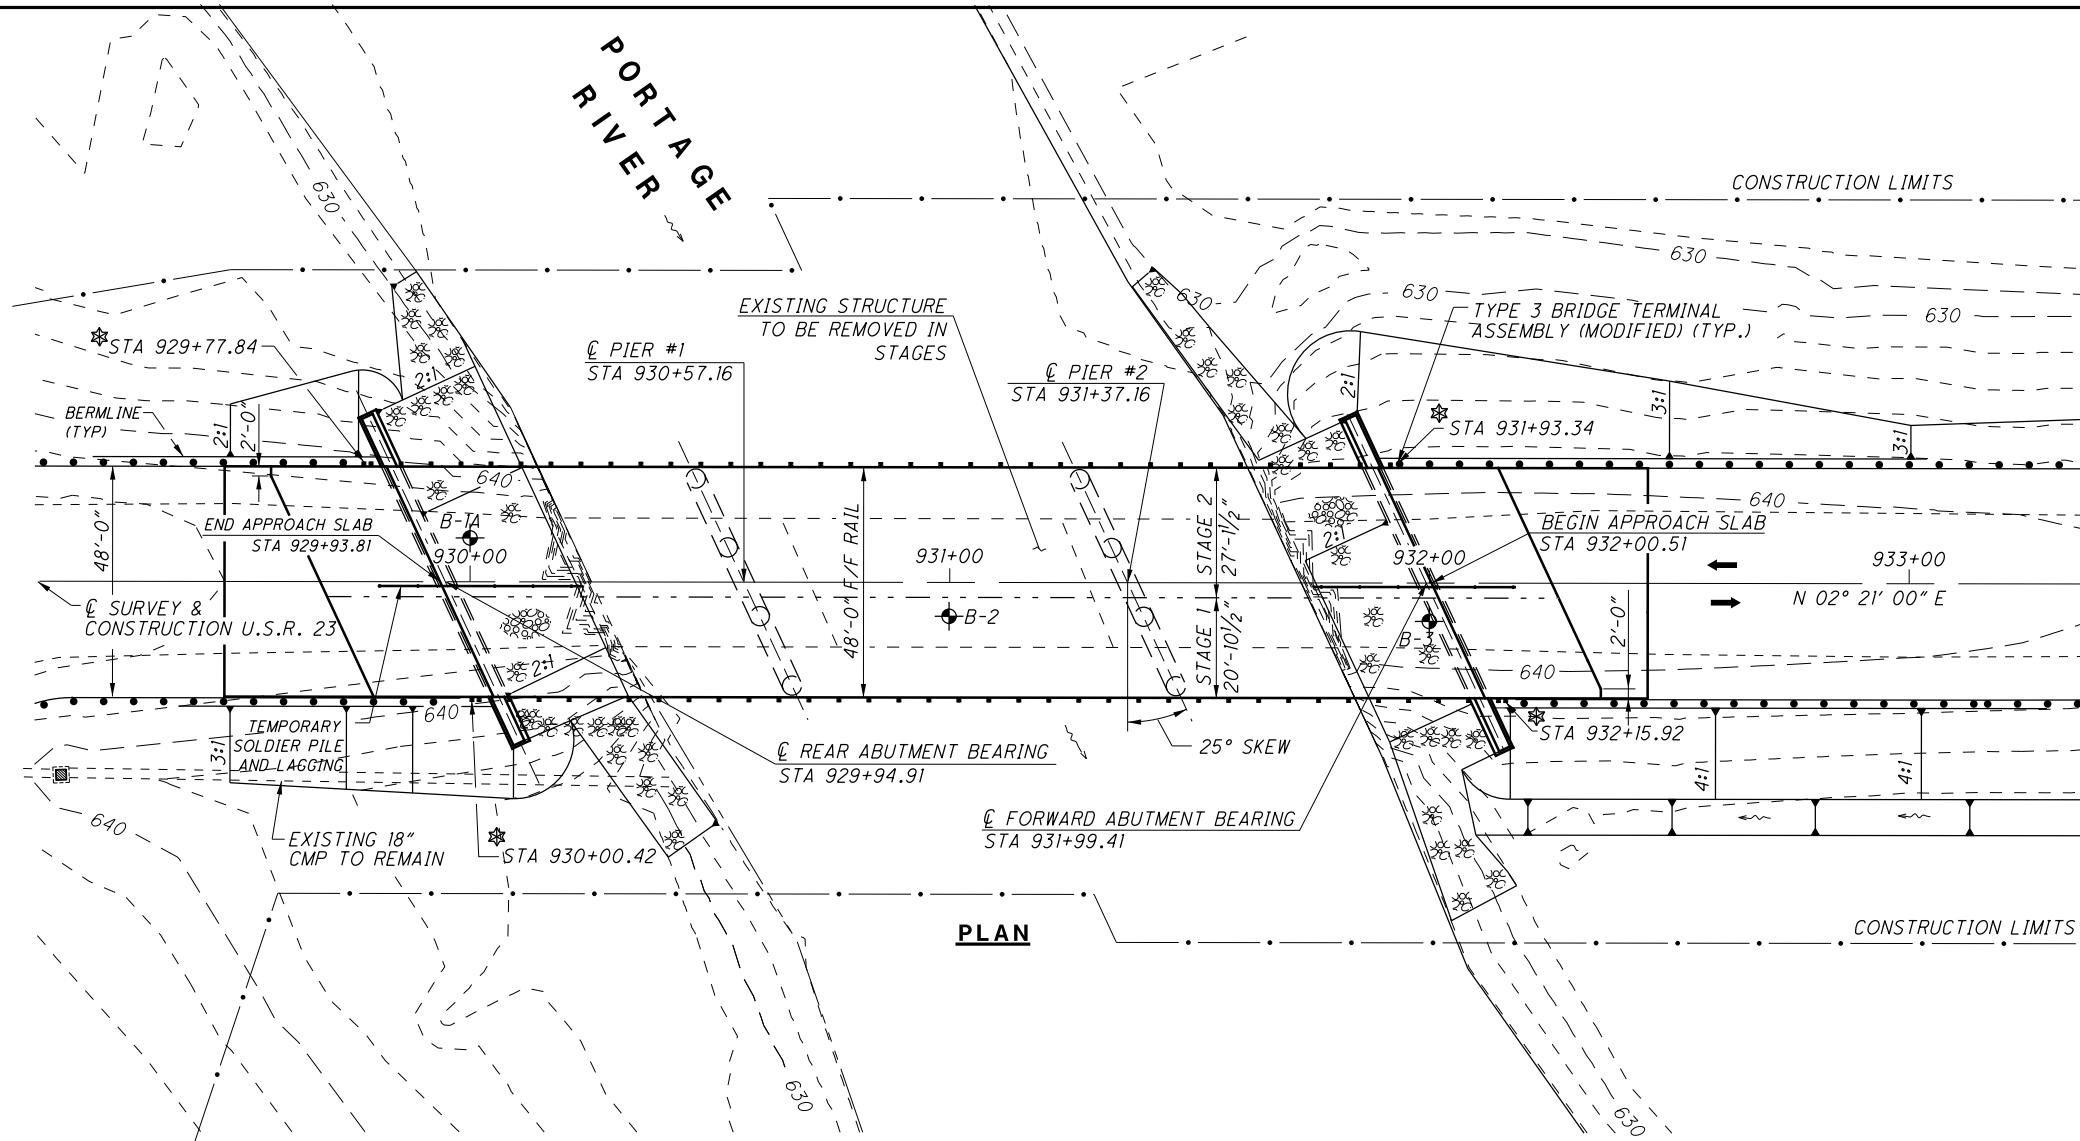 PORTAGE
RIVER
630
CONSTRUCTION LIMITS
630
630
630
630
EXISTING STRUCTURE
TO BE REMOVED IN
STAGES
TYPE 3 BRIDGE TERMINAL
ASSEMBLY (MODIFIED) (TYP.)
STA 929+77.84
℄ PIER #1
STA 930+57.16
℄ PIER #2
STA 931+37.16
2:1
2:1
3:1
BERMLINE
(TYP)
2:1
2'-0"
STA 931+93.34
3:1
640
640
48'-0"
END APPROACH SLAB
STA 929+93.81
B-1A
930+00
48'-0" F/F RAIL
931+00
STAGE 2
27'-1½"
2:1
932+00
BEGIN APPROACH SLAB
STA 932+00.51
933+00
N 02° 21' 00" E
℄ SURVEY &
CONSTRUCTION U.S.R. 23
B-2
STAGE 1
20'-10½"
B-3
2'-0"
2:1
640
640
TEMPORARY
SOLDIER PILE
AND LAGGING
3:1
℄ REAR ABUTMENT BEARING
STA 929+94.91
25° SKEW
STA 932+15.92
4:1
4:1
640
EXISTING 18"
CMP TO REMAIN
STA 930+00.42
℄ FORWARD ABUTMENT BEARING
STA 931+99.41
PLAN
CONSTRUCTION LIMITS
630
630